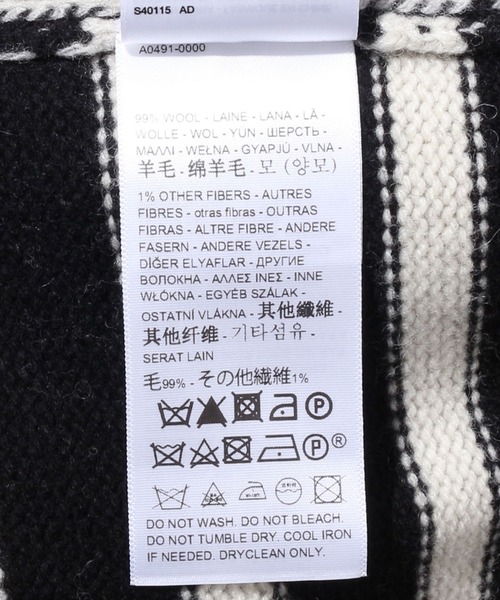 S40115 AD
A0491-0000
99% WOOL - LAINE - LANA - LÃ -
WOLLE - WOL - YUN - ШЕРСТЬ -
ΜΑΛΛΙ - WEŁNA - GYAPJÚ - VLNA -
羊毛 - 绵羊毛 - 모 (양모)
1% OTHER FIBERS - AUTRES
FIBRES - otras fibras - OUTRAS
FIBRAS - ALTRE FIBRE - ANDERE
FASERN - ANDERE VEZELS -
DİĞER ELYAFLAR - ДРУГИЕ
ВОЛОКНА - ΑΛΛΕΣ ΙΝΕΣ - INNE
WŁÓKNA - EGYÉB SZÁLAK -
OSTATNÍ VLÁKNA - 其他纖維 -
其他纤维 - 기타섬유 -
SERAT LAIN
毛99% - その他繊維1%
P
P®
DO NOT WASH. DO NOT BLEACH.
DO NOT TUMBLE DRY. COOL IRON
IF NEEDED. DRYCLEAN ONLY.